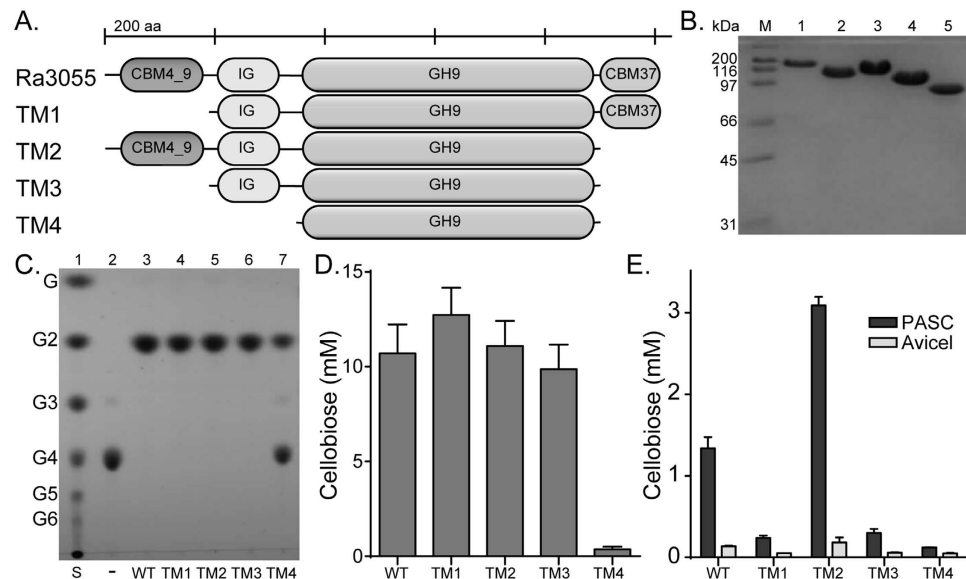 A.
200 aa
Ra3055 CBM4_9 IG GH9 CBM37
TM1 IG GH9 CBM37
TM2 CBM4_9 IG GH9
TM3 IG GH9
TM4 GH9
B.
kDa M 1 2 3 4 5
200
116
97
66
45
31
C.
1 2 3 4 5 6 7
G
G2
G3
G4
G5
G6
S - WT TM1 TM2 TM3 TM4
D.
Cellobiose (mM)
15
10
5
0
WT TM1 TM2 TM3 TM4
E.
Cellobiose (mM)
3
2
1
0
PASC
Avicel
WT TM1 TM2 TM3 TM4